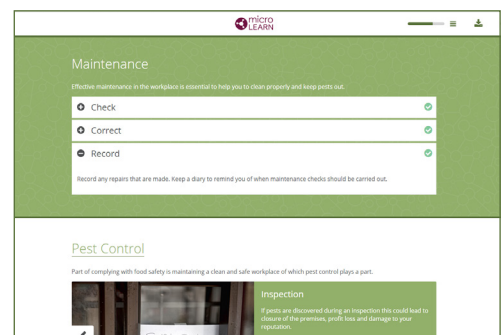 micro
LEARN
Maintenance
Effective maintenance in the workplace is essential to help you to clean properly and keep pests out.
Check
Correct
Record
Record any repairs that are made. Keep a diary to remind you of when maintenance checks should be carried out.
Pest Control
Part of complying with food safety is maintaining a clean and safe workplace of which pest control plays a part.
Inspection
If pests are discovered during an inspection this could lead to
closure of the premises, profit loss and damage to your
reputation.